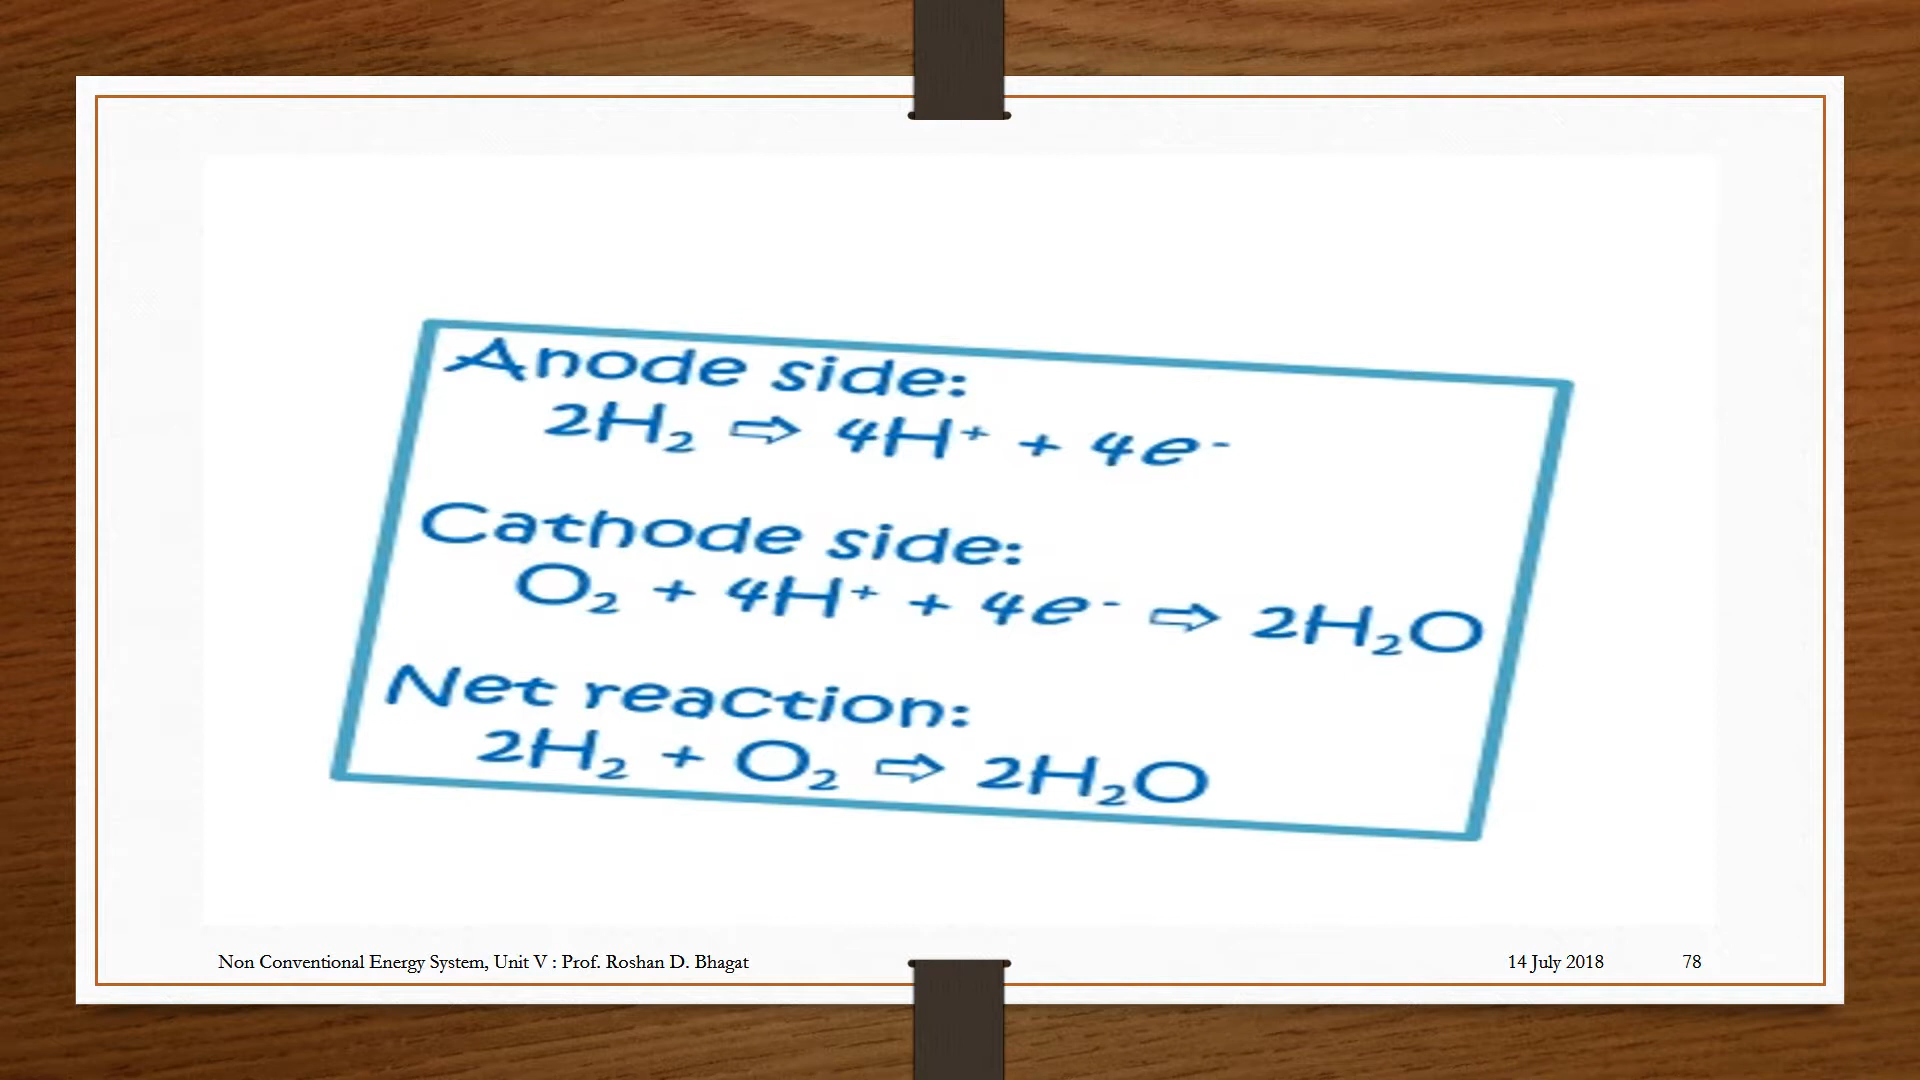 Anode side:
2H₂ ⇨ 4H⁺ + 4e⁻
Cathode side:
O₂ + 4H⁺ + 4e⁻ ⇨ 2H₂O
Net reaction:
2H₂ + O₂ ⇨ 2H₂O
Non Conventional Energy System, Unit V : Prof. Roshan D. Bhagat 14 July 2018 78